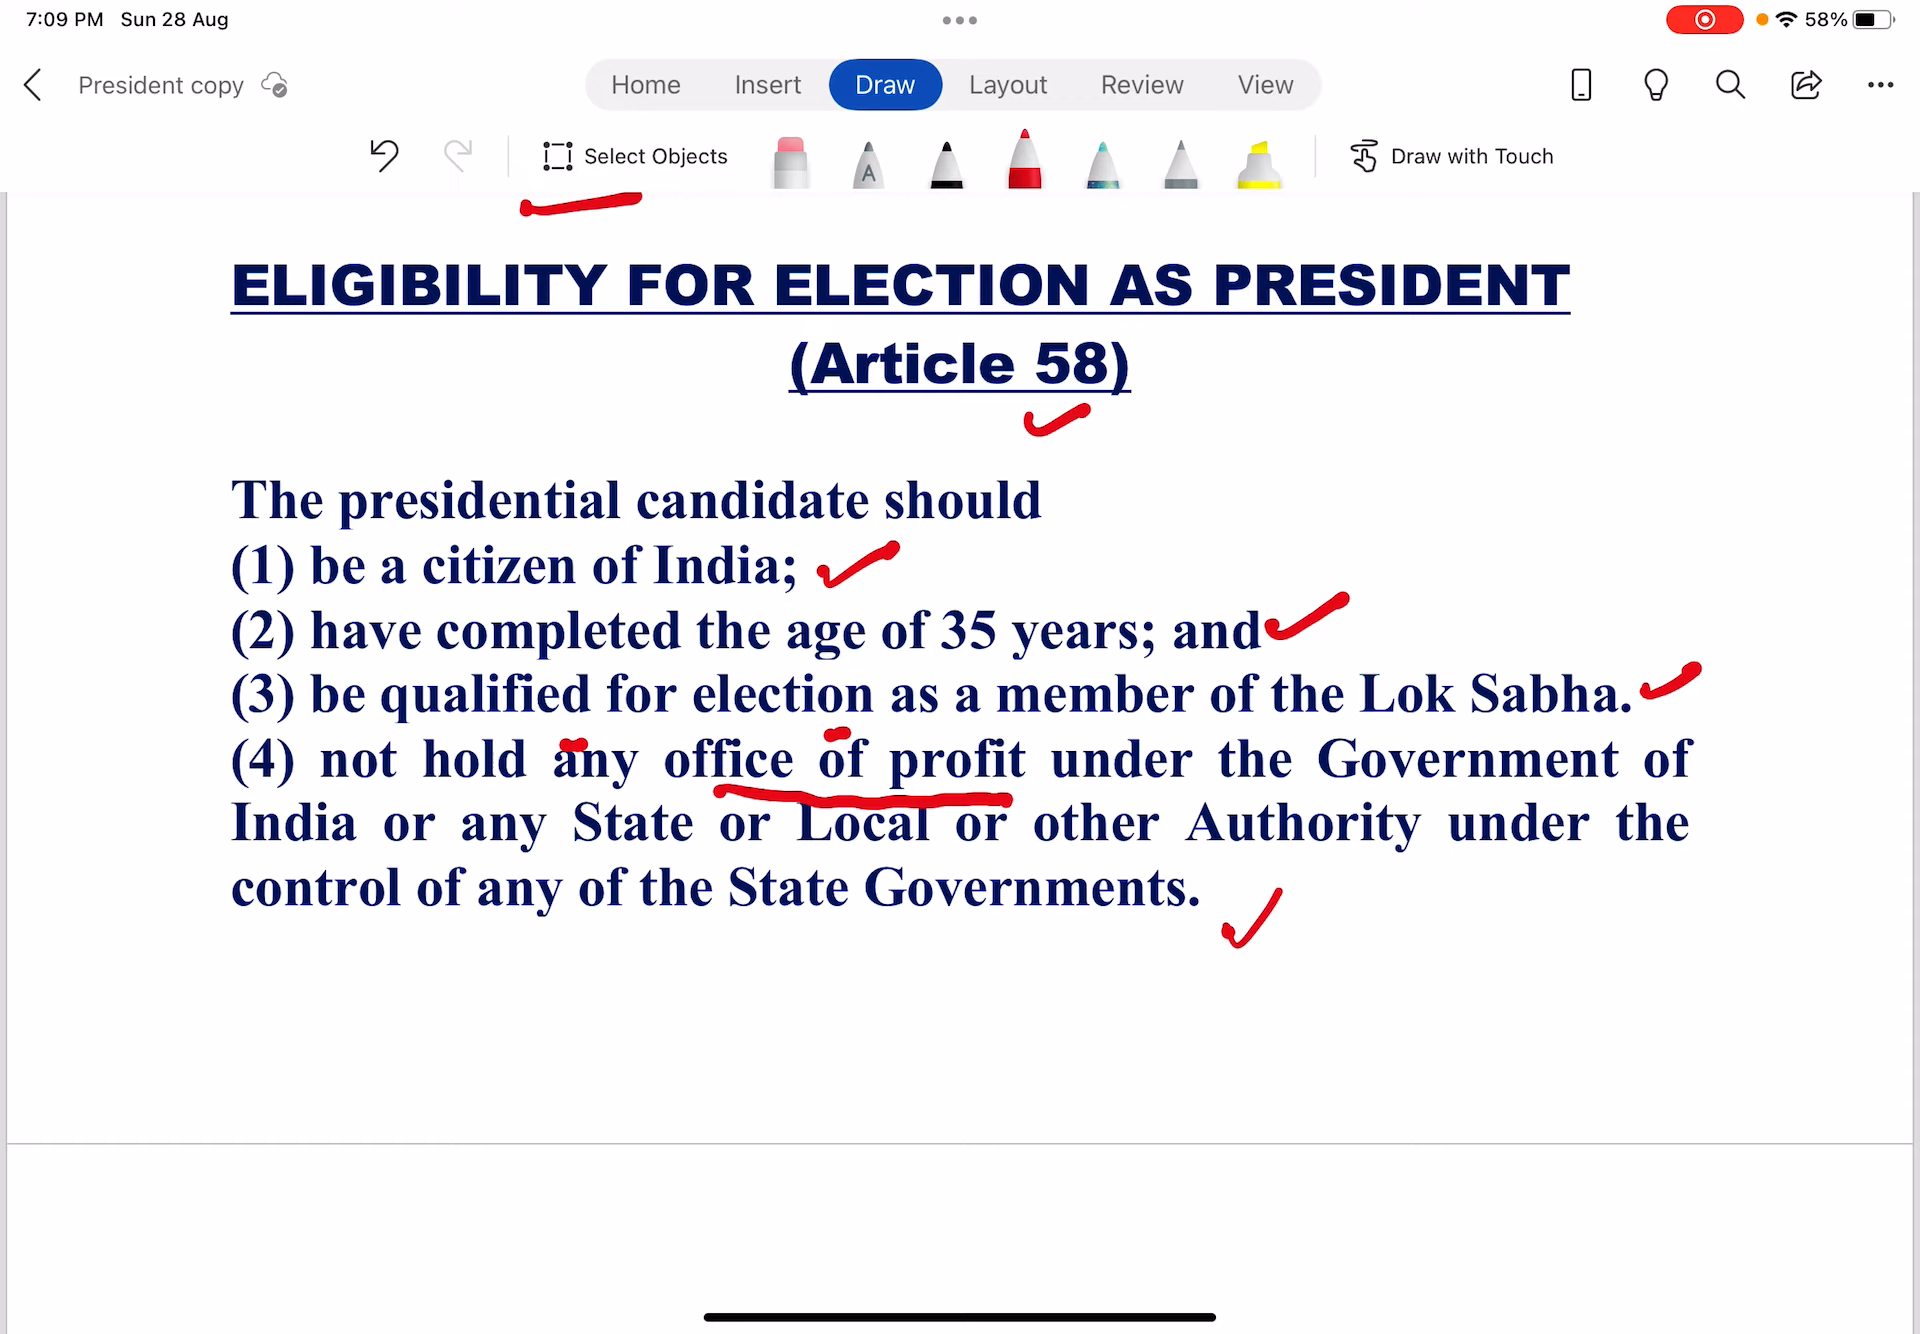 7:09 PM Sun 28 Aug
58%
President copy
Home Insert Draw Layout Review View
Select Objects
A
Draw with Touch
ELIGIBILITY FOR ELECTION AS PRESIDENT
(Article 58)
The presidential candidate should
(1) be a citizen of India;
(2) have completed the age of 35 years; and
(3) be qualified for election as a member of the Lok Sabha.
(4) not hold any office of profit under the Government of
India or any State or Local or other Authority under the
control of any of the State Governments.